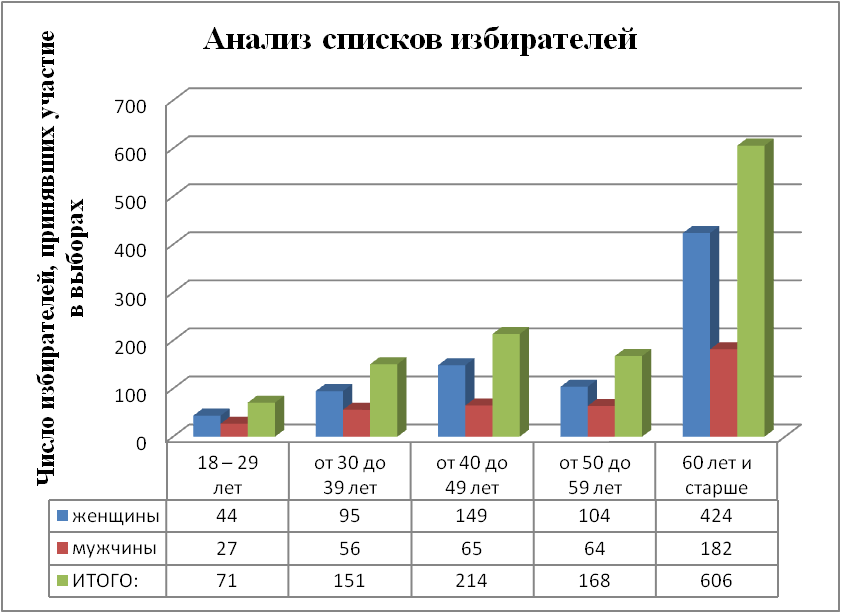 Анализ списков избирателей
Число избирателей, принявших участие
в выборах
700
600
500
400
300
200
100
0
18 – 29
лет
от 30 до
39 лет
от 40 до
49 лет
от 50 до
59 лет
60 лет и
старше
женщины 44 95 149 104 424
мужчины 27 56 65 64 182
ИТОГО: 71 151 214 168 606